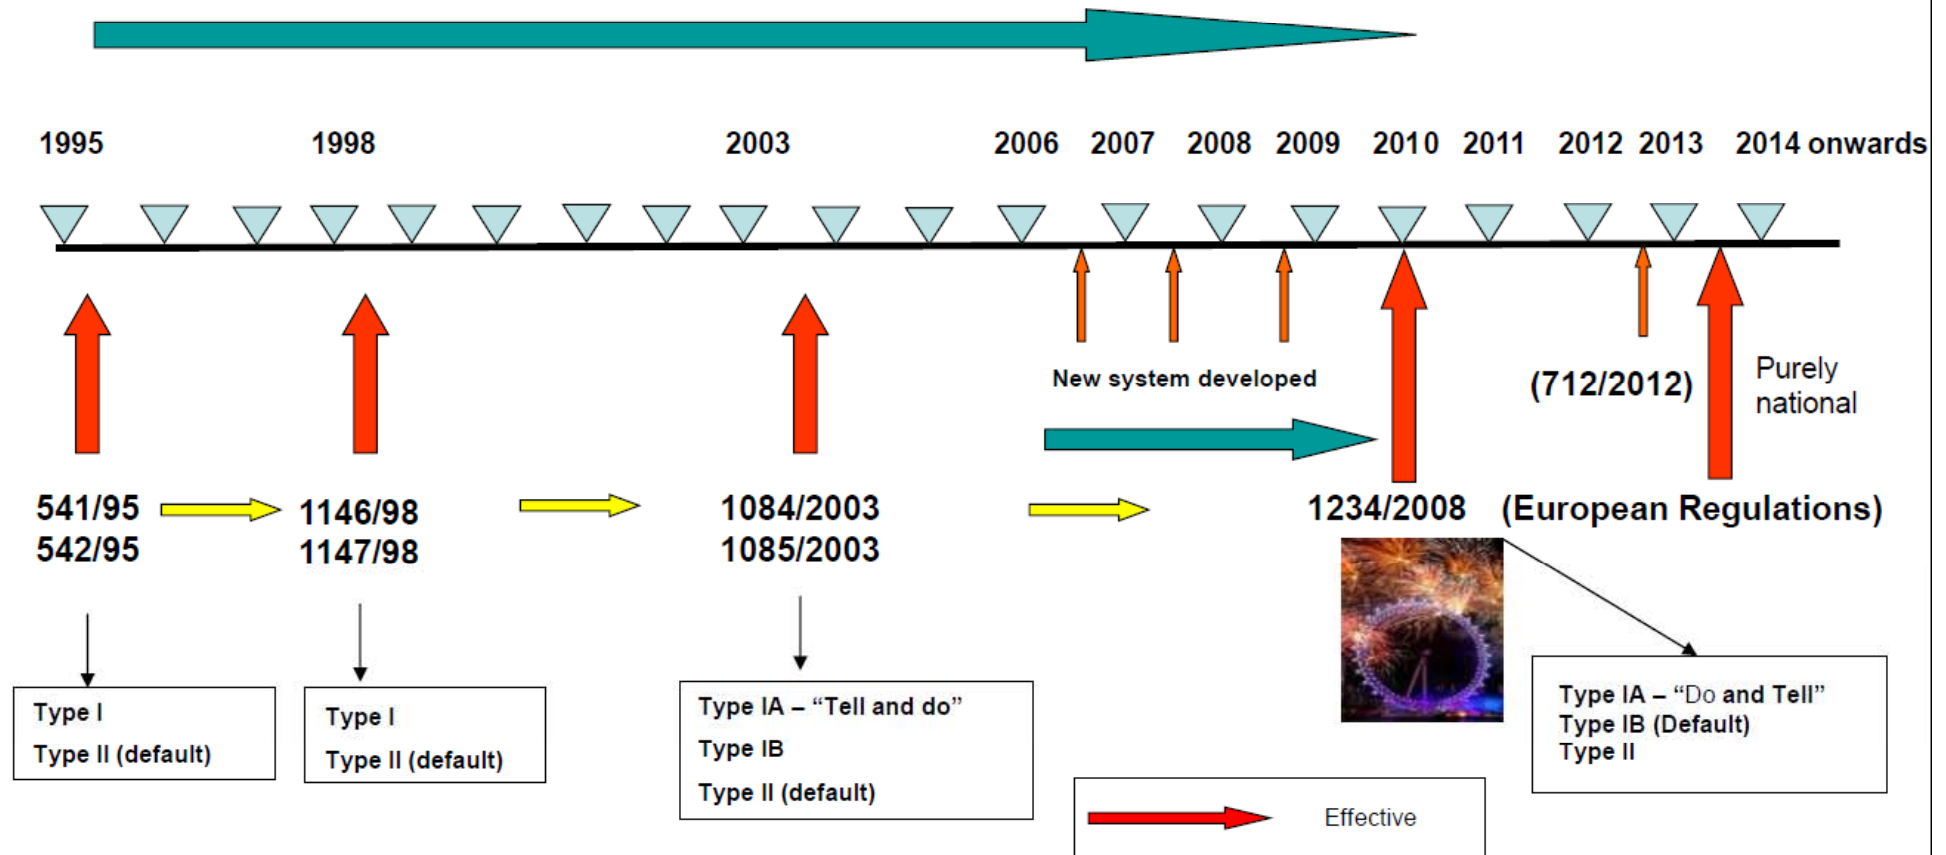 1995 1998 2003 2006 2007 2008 2009 2010 2011 2012 2013 2014 onwards
New system developed
(712/2012)
Purely
national
541/95
542/95
1146/98
1147/98
1084/2003
1085/2003
1234/2008 (European Regulations)
Type I
Type II (default)
Type I
Type II (default)
Type IA – “Tell and do”
Type IB
Type II (default)
Type IA – “Do and Tell”
Type IB (Default)
Type II
Effective